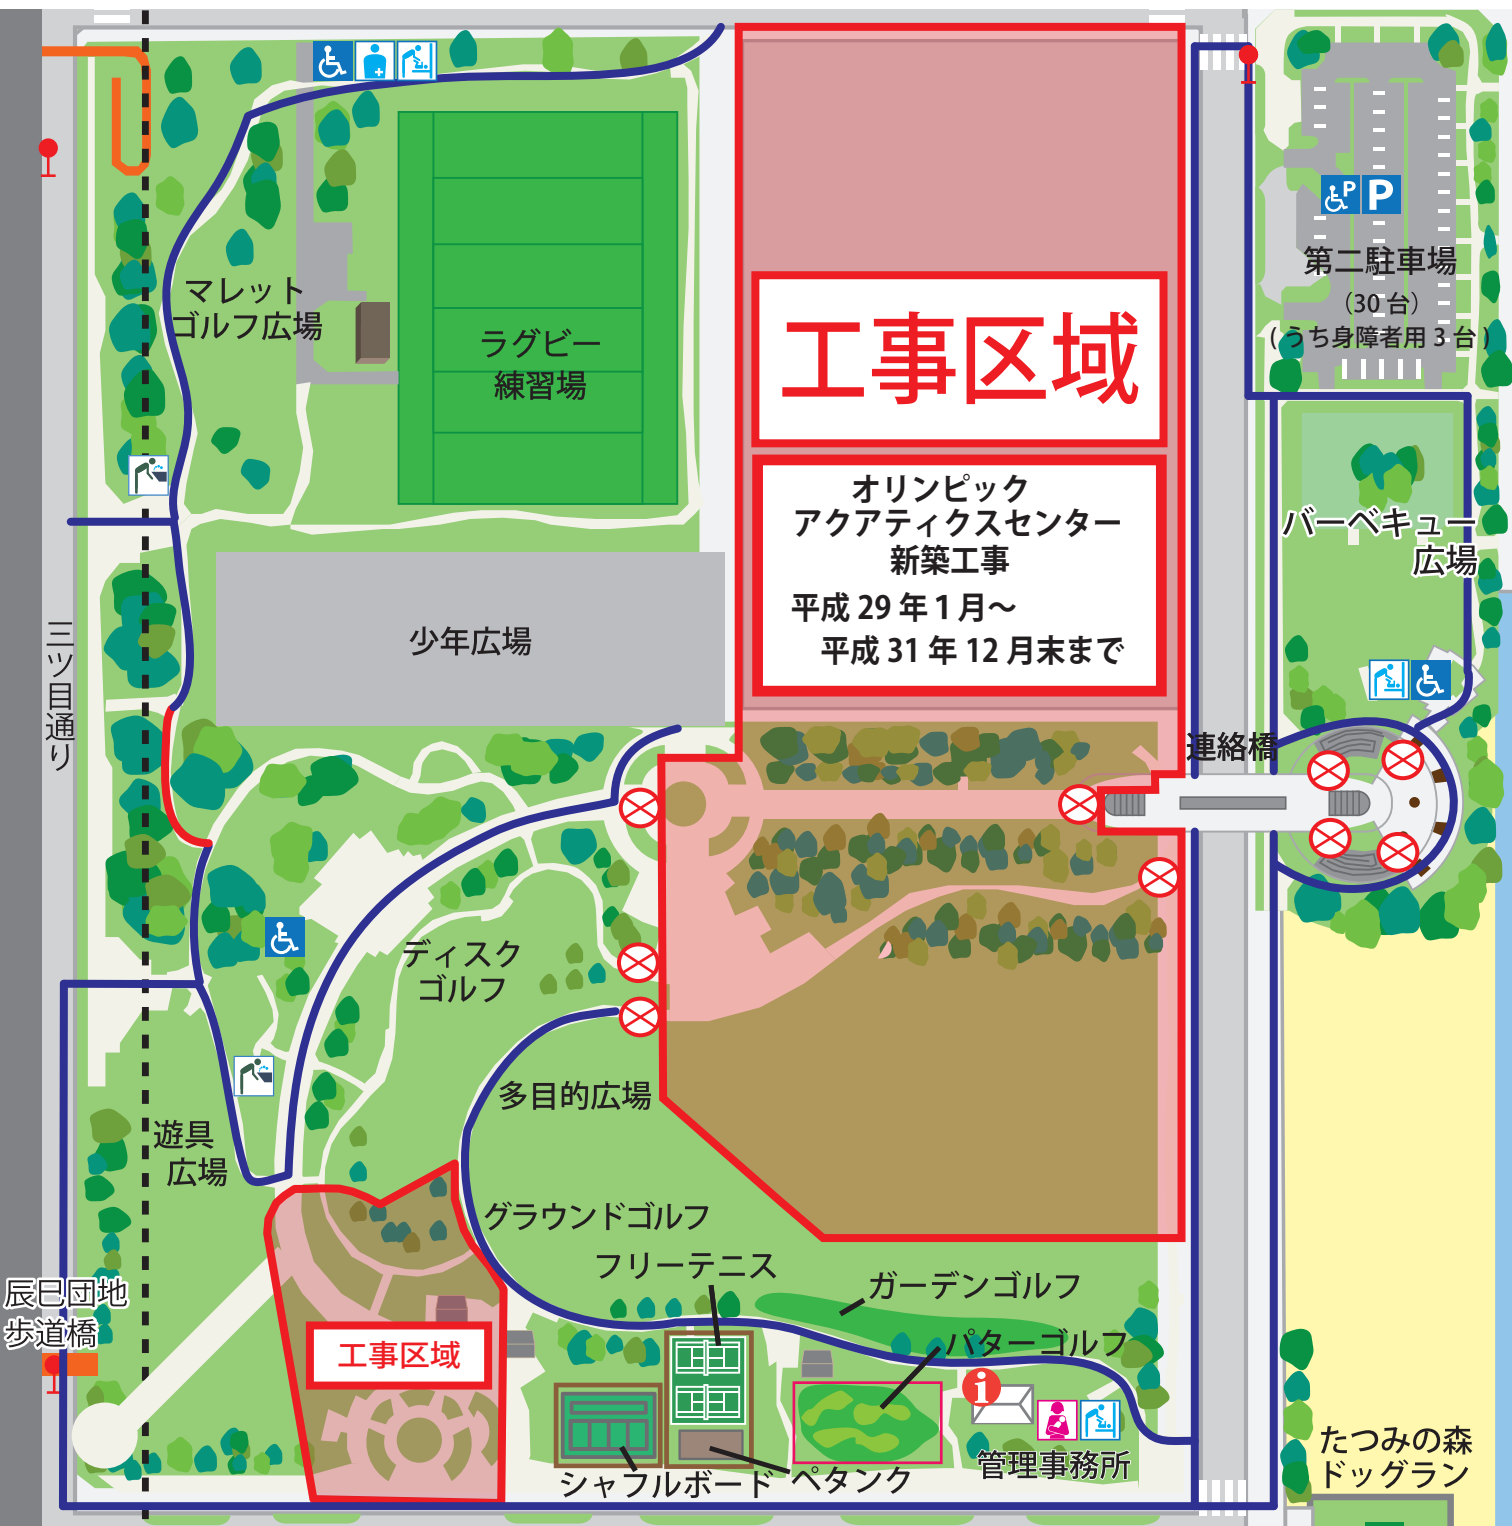 マレット
ゴルフ広場
ラグビー
練習場
工事区域
P
P
第二駐車場
（30 台）
( うち身障者用 3 台 )
オリンピック
アクアティクスセンター
新築工事
平成 29 年 1 月～
平成 31 年 12 月末まで
バーベキュー
広場
三ツ目通り
少年広場
連絡橋
ディスク
ゴルフ
多目的広場
遊具
広場
グラウンドゴルフ
フリーテニス
ガーデンゴルフ
パターゴルフ
辰巳団地
歩道橋
工事区域
i
管理事務所
シャフルボード
ペタンク
たつみの森
ドッグラン